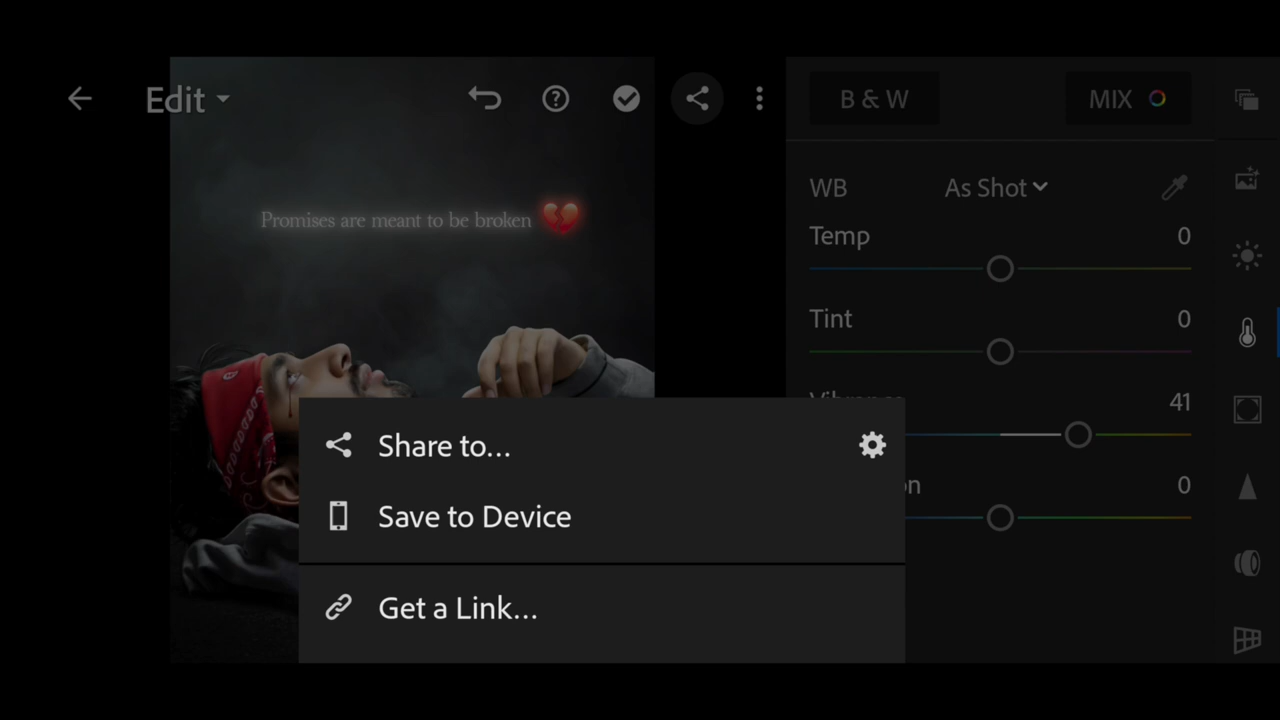 Edit
B & W
MIX
WB
As Shot
Promises are meant to be broken
Temp
0
Tint
0
41
Share to...
0
Save to Device
Get a Link...